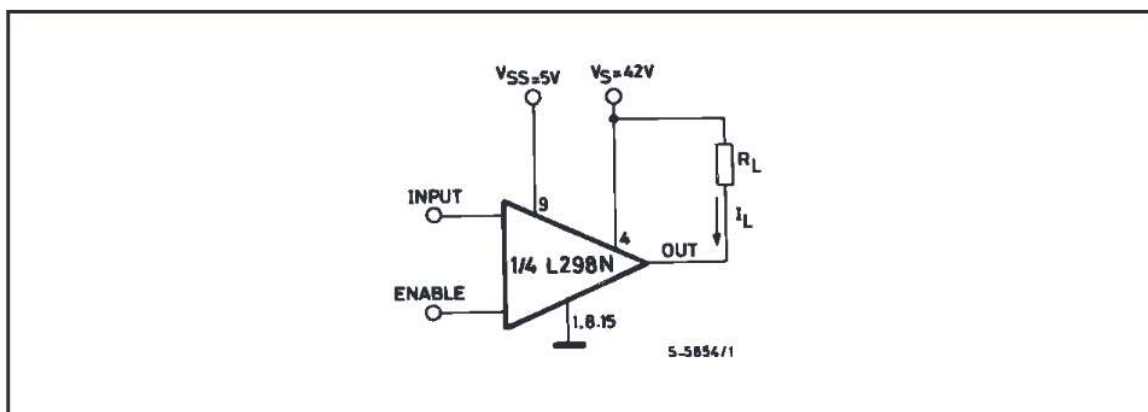 VSS=5V
VS=42V
RL
INPUT
9
IL
4
OUT
1/4 L298N
ENABLE
1.8.15
S-5854/1